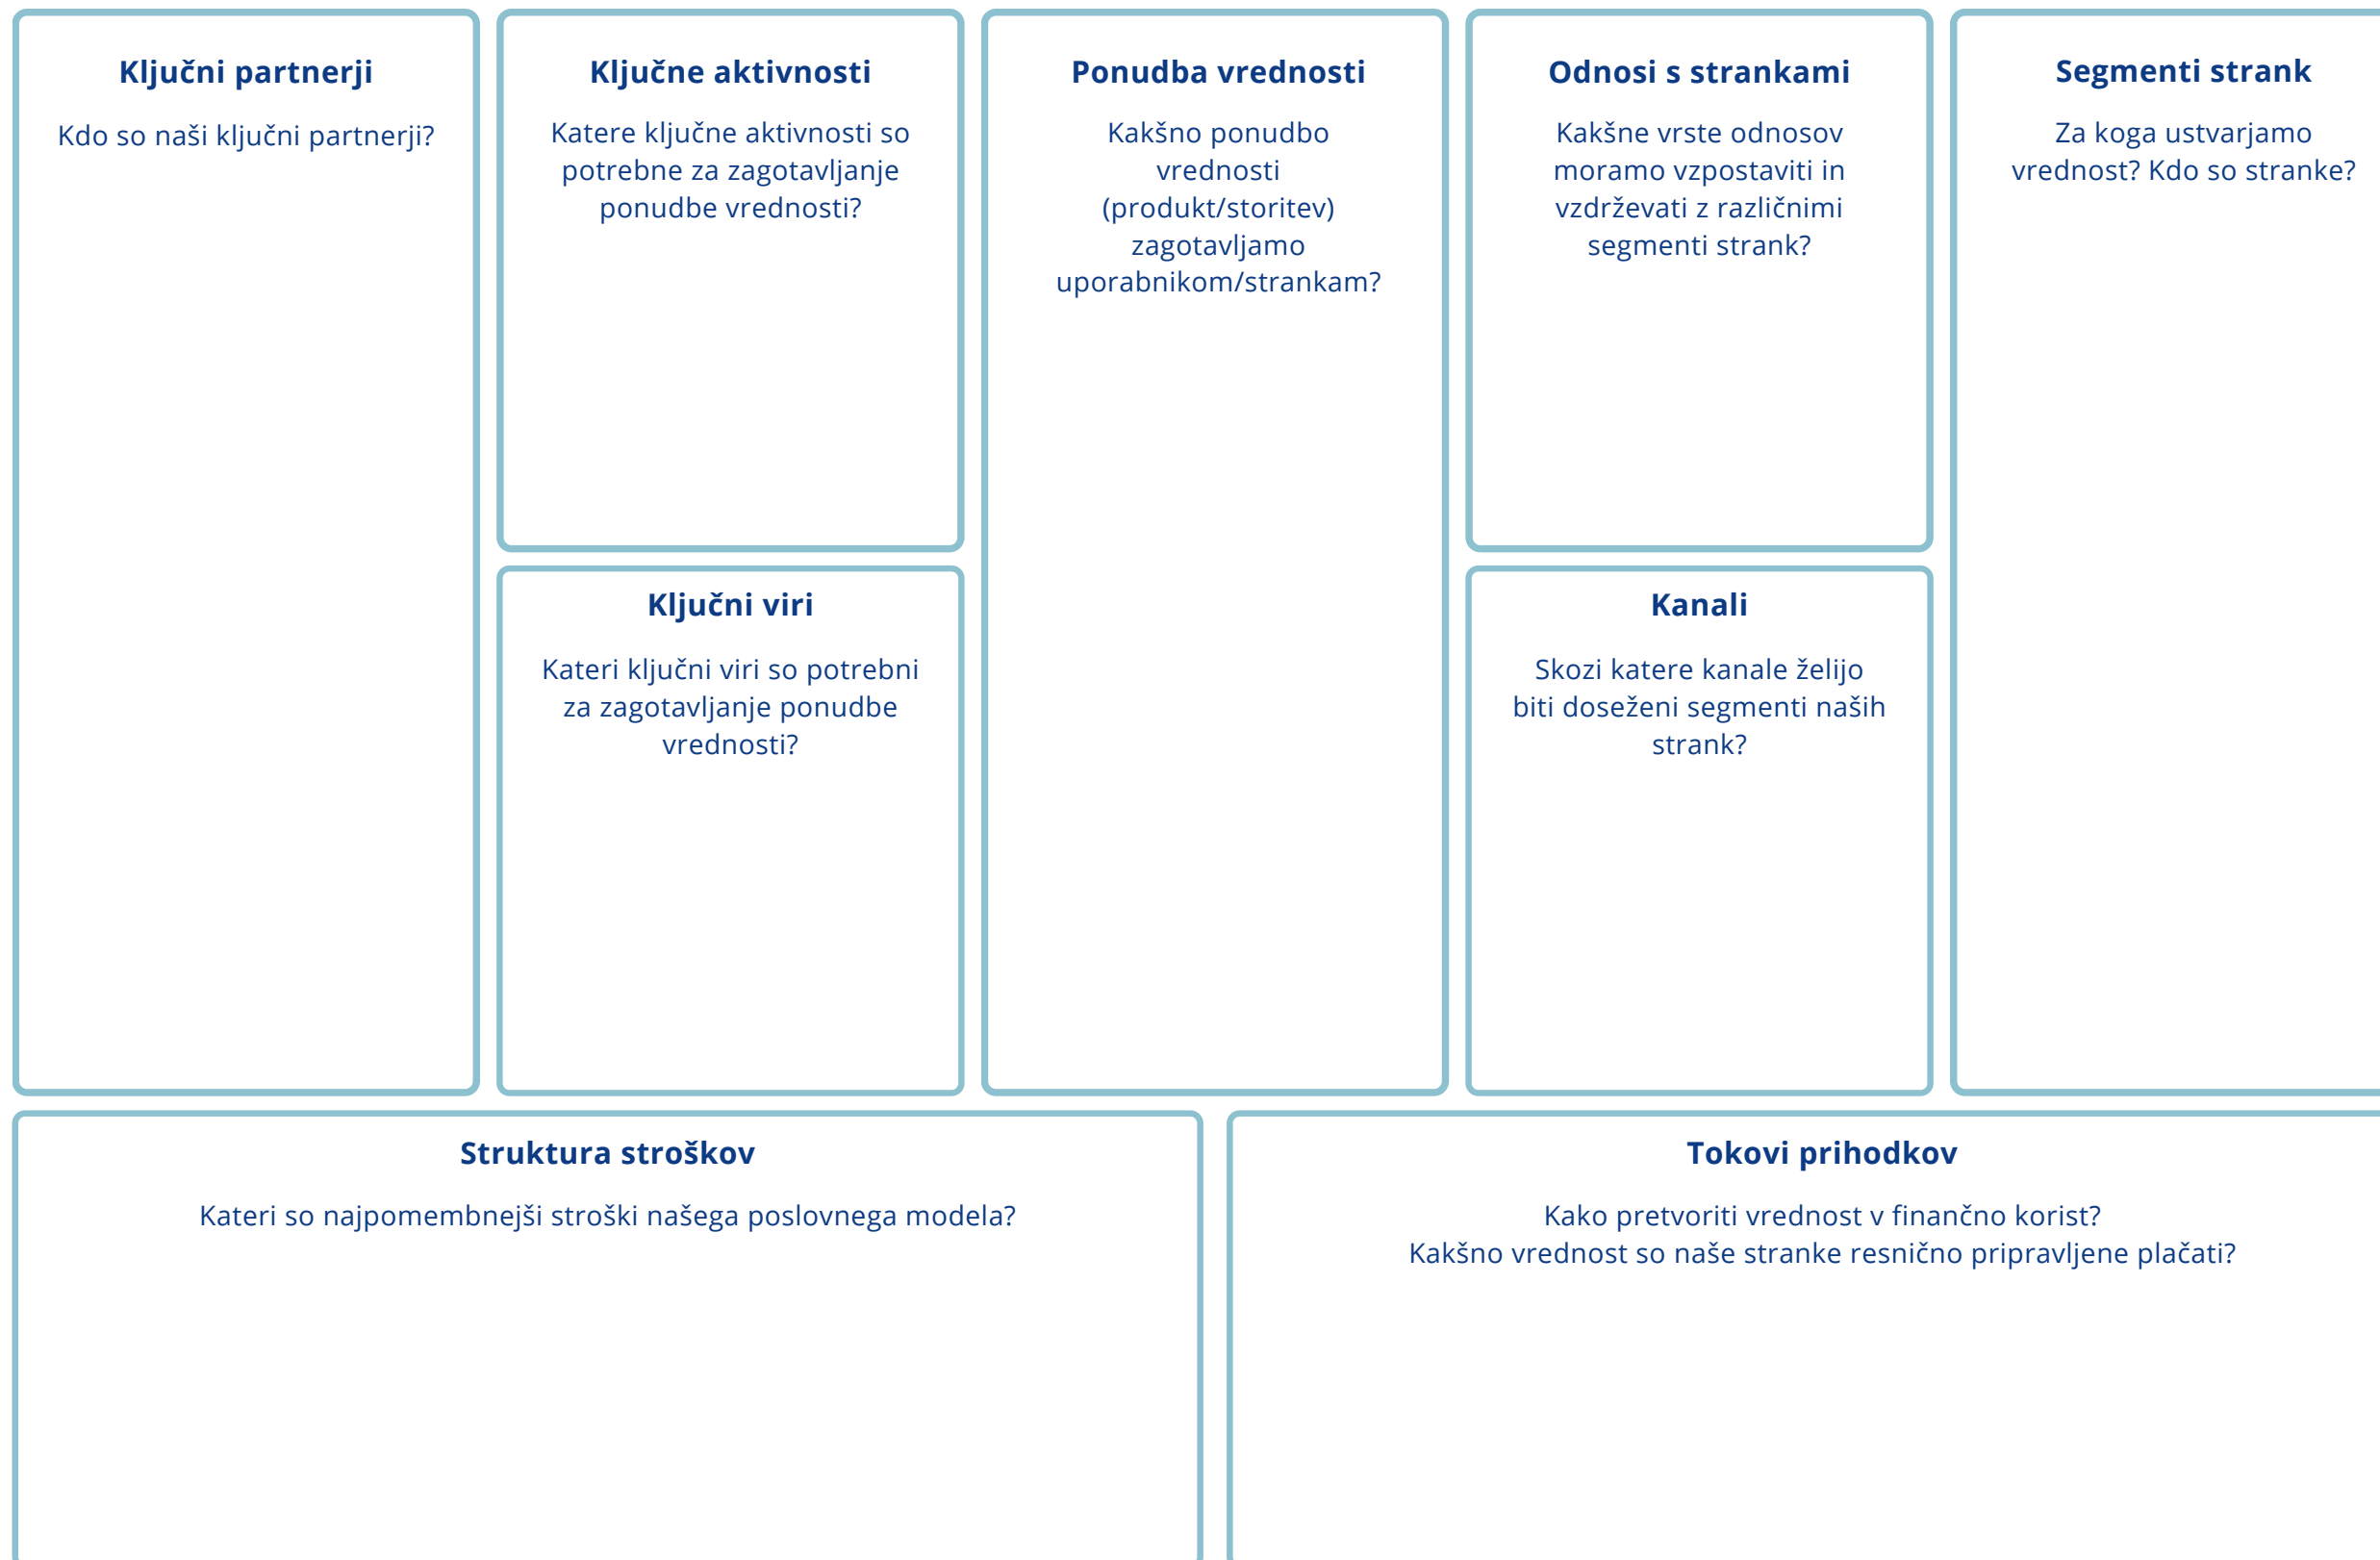 Ključni partnerji
Kdo so naši ključni partnerji?
Ključne aktivnosti
Katere ključne aktivnosti so
potrebne za zagotavljanje
ponudbe vrednosti?
Ključni viri
Kateri ključni viri so potrebni
za zagotavljanje ponudbe
vrednosti?
Ponudba vrednosti
Kakšno ponudbo
vrednosti
(produkt/storitev)
zagotavljamo
uporabnikom/strankam?
Odnosi s strankami
Kakšne vrste odnosov
moramo vzpostaviti in
vzdrževati z različnimi
segmenti strank?
Kanali
Skozi katere kanale želijo
biti doseženi segmenti naših
strank?
Segmenti strank
Za koga ustvarjamo
vrednost? Kdo so stranke?
Struktura stroškov
Kateri so najpomembnejši stroški našega poslovnega modela?
Tokovi prihodkov
Kako pretvoriti vrednost v finančno korist?
Kakšno vrednost so naše stranke resnično pripravljene plačati?